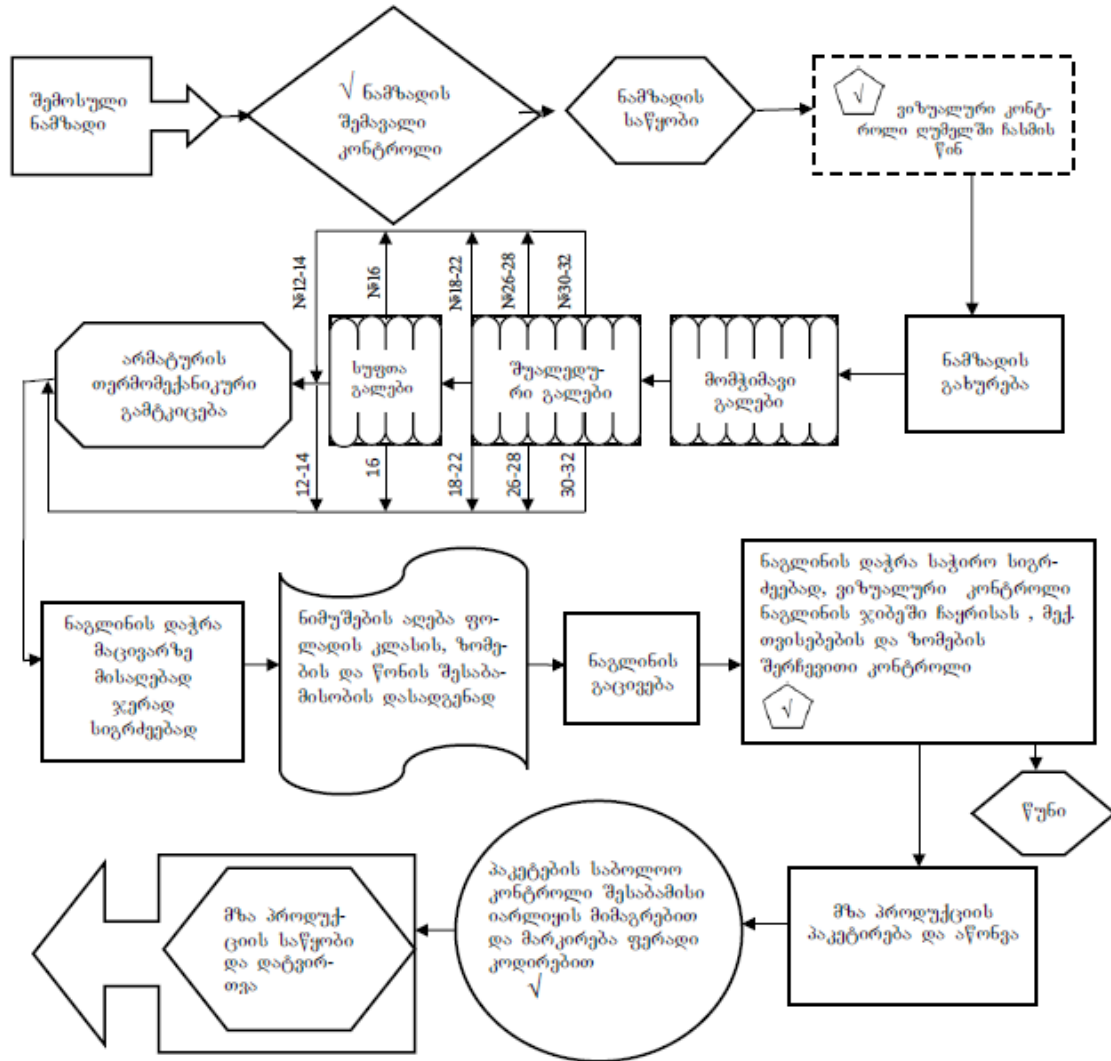 შემოსული
ნამზადი
√ ნამზადის
შემავალი
კონტროლი
ნამზადის
საწყობი
√
ვიზუალური კონტ-
როლი ღუმელში ჩასმის
წინ
№12-14
№16
№18-22
№26-28
№30-32
არმატურის
თერმომექანიკური
გამტკიცება
სუფთა
გალები
შუალედუ-
რი გალები
მომჭიმავი
გალები
ნამზადის
გახურება
12-14
16
18-22
26-28
30-32
ნაგლინის დაჭრა
მაცივარზე
მისაღებად
ჯერად
სიგრძეებად
ნიმუშების აღება ფო-
ლადის კლასის, ზომე-
ბის და წონის შესაბა-
მისობის დასადგენად
ნაგლინის
გაცივება
ნაგლინის დაჭრა საჭირო სიგრ-
ძეებად, ვიზუალური კონტროლი
ნაგლინის ჯიბეში ჩაყრისას , მექ.
თვისებების და ზომების
შერჩევითი კონტროლი
√
წუნი
მზა პროდუქ-
ციის საწყობი
და დატვირ-
თვა
პაკეტების საბოლოო
კონტროლი შესაბამისი
იარლიყის მიმაგრებით
და მარკირება ფერადი
კოდირებით
√
მზა პროდუქციის
პაკეტირება და აწონვა